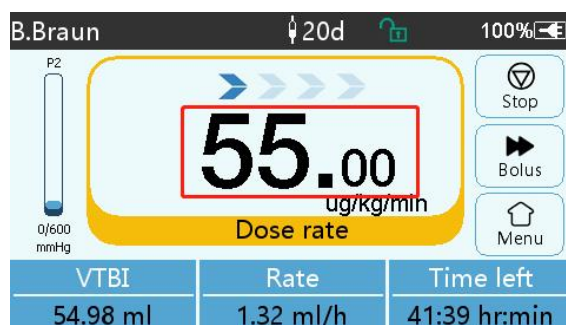 B.Braun 20d 100%
P2
Stop
55.00
Bolus
ug/kg/min
0/600
mmHg
Dose rate
Menu
VTBI Rate Time left
54.98 ml 1.32 ml/h 41:39 hr:min